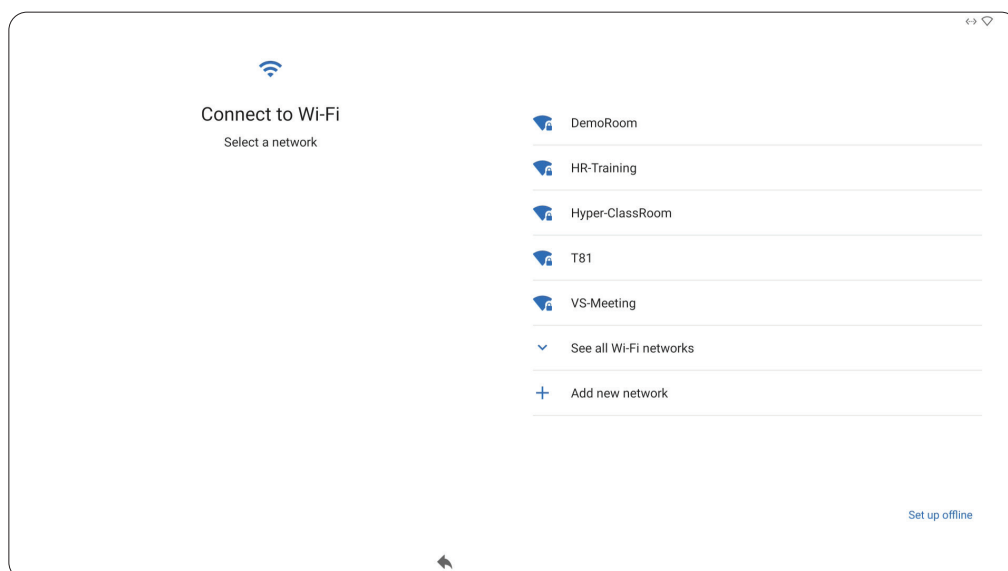 Connect to Wi-Fi
Select a network
DemoRoom
HR-Training
Hyper-ClassRoom
T81
VS-Meeting
See all Wi-Fi networks
Add new network
Set up offline